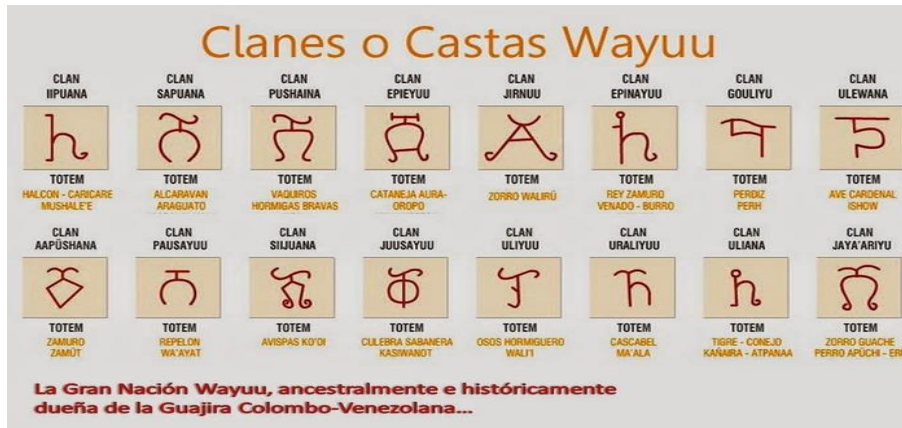 Clanes o Castas Wayuu
CLAN IIPUANA
TOTEM
HALCON - CARICARE
MUSHALE'E
CLAN SAPUANA
TOTEM
ALCARAVAN
ARAGUATO
CLAN PUSHAINA
TOTEM
VAQUIROS
HORMIGAS BRAVAS
CLAN EPIEYUU
TOTEM
CATANEJA AURA-
OROPO
CLAN JIRNUU
TOTEM
ZORRO WALIRÜ
CLAN EPINAYUU
TOTEM
REY ZAMURO
VENADO - BURRO
CLAN GOULIYU
TOTEM
PERDIZ
PERH
CLAN ULEWANA
TOTEM
AVE CARDENAL
ISHOW
CLAN AAPÜSHANA
TOTEM
ZAMURO
ZAMÚT
CLAN PAUSAYUU
TOTEM
REPELON
WA'AYAT
CLAN SIIJUANA
TOTEM
AVISPAS KO'OI
CLAN JUUSAYUU
TOTEM
CULEBRA SABANERA
KASIWANOT
CLAN ULIYUU
TOTEM
OSOS HORMIGUERO
WALI'I
CLAN URALIYUU
TOTEM
CASCABEL
MA'ALA
CLAN ULIANA
TOTEM
TIGRE - CONEJO
KAÑAIRA - ATPANAA
CLAN JAYA'ARIYU
TOTEM
ZORRO GUACHE
PERRO APÜCHI -
La Gran Nación Wayuu, ancestralmente e históricamente
dueña de la Guajira Colombo-Venezolana...